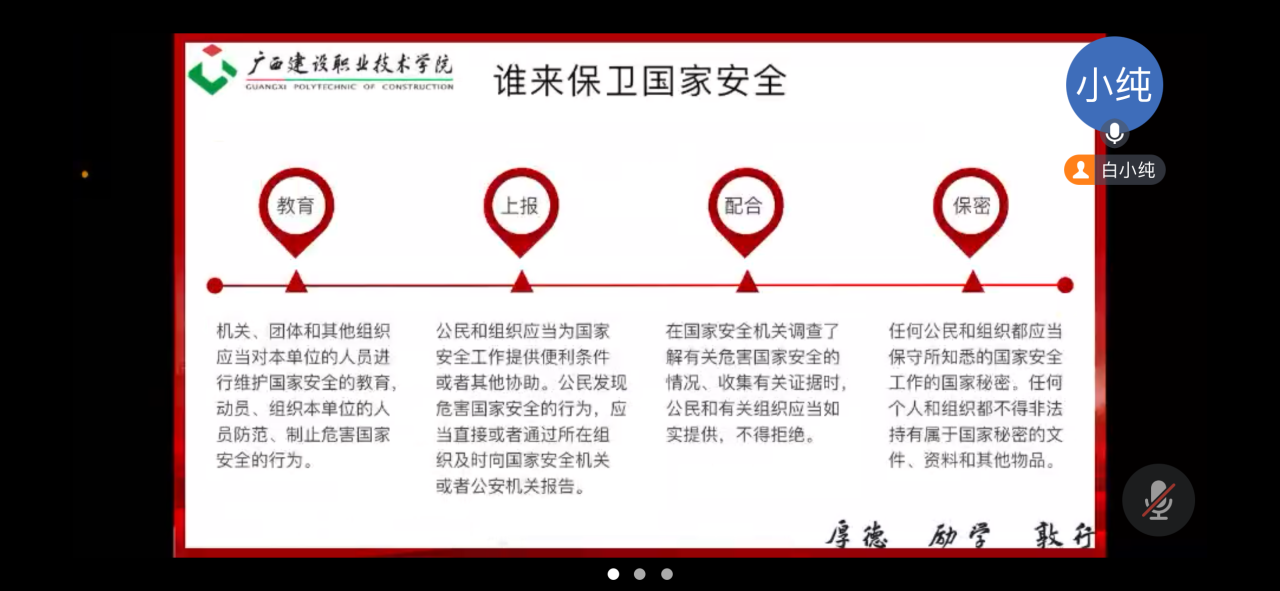 广西建设职业技术学院
GUANGXI POLYTECHNIC OF CONSTRUCTION
谁来保卫国家安全
小纯
白小纯
教育
上报
配合
保密
机关、团体和其他组织
应当对本单位的人员进
行维护国家安全的教育,
动员、组织本单位的人
员防范、制止危害国家
安全的行为。
公民和组织应当为国家
安全工作提供便利条件
或者其他协助。公民发现
危害国家安全的行为，应
当直接或者通过所在组
织及时向国家安全机关
或者公安机关报告。
在国家安全机关调查了
解有关危害国家安全的
情况、收集有关证据时,
公民和有关组织应当如
实提供，不得拒绝。
任何公民和组织都应当
保守所知悉的国家安全
工作的国家秘密。任何
个人和组织都不得非法
持有属于国家秘密的文
件、资料和其他物品。
厚德 励学 敦行